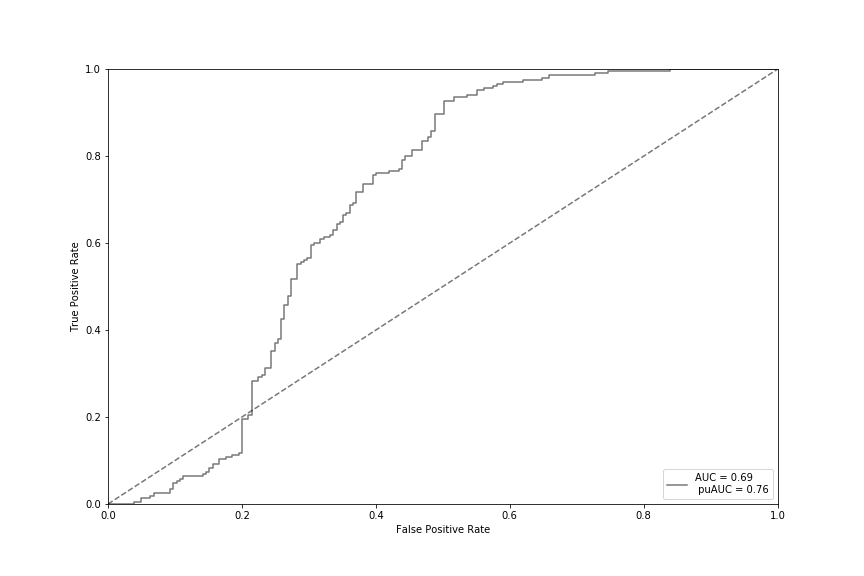 1.0
0.8
0.6
0.4
0.2
0.0
True Positive Rate
0.0 0.2 0.4 0.6 0.8 1.0
False Positive Rate
AUC = 0.69
puAUC = 0.76